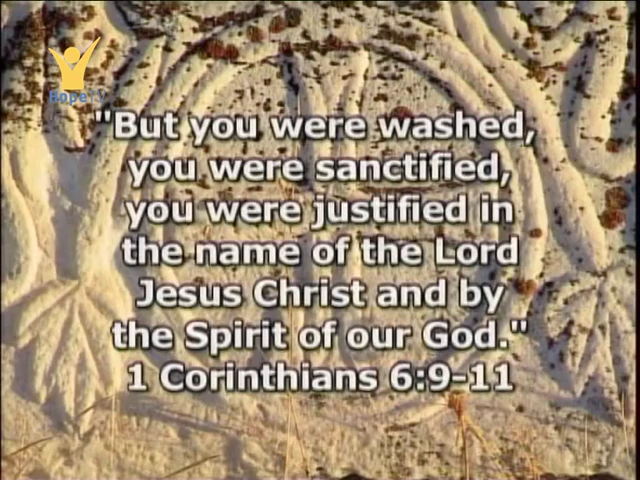 Hope TV
"But you were washed,
you were sanctified,
you were justified in
the name of the Lord
Jesus Christ and by
the Spirit of our God."
1 Corinthians 6:9-11